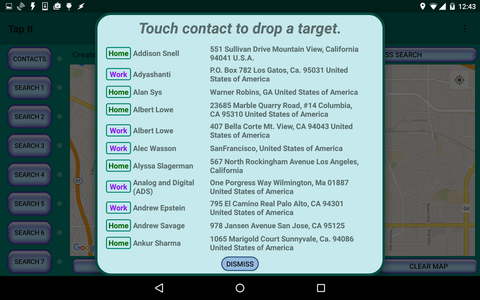 12:43
Tap It
Touch contact to drop a target.
CONTACTS
Create
SS SEARCH
Home Addison Snell 551 Sullivan Drive Mountain View, California
94041 U.S.A.
Work Adyashanti P.O. Box 782 Los Gatos, Ca. 95031 United
States of America
Home Alan Sys Warner Robins, GA United States of America
Home Albert Lowe 23685 Marble Quarry Road, #14 Columbia,
CA 95310 United States of America
Work Albert Lowe 407 Bella Corte Mt. View, CA 94043 United
States of America
Work Alec Wasson SanFrancisco, United States of America
Home Alyssa Slagerman 567 North Rockingham Avenue Los Angeles,
California
Work Analog and Digital (ADS) One Porgress Way Wilmington, Ma 01887
United States of America
Work Andrew Epstein 795 El Camino Real Palo Alto, CA 94301
United States of America
Home Andrew Savage 978 Jansen Avenue San Jose, CA 95125
Home Ankur Sharma 1065 Marigold Court Sunnyvale, Ca. 94086
United States of America
SEARCH 1
SEARCH 2
SEARCH 3
SEARCH 4
SEARCH 5
SEARCH 6
SEARCH 7
Google
DISMISS
CLEAR MAP